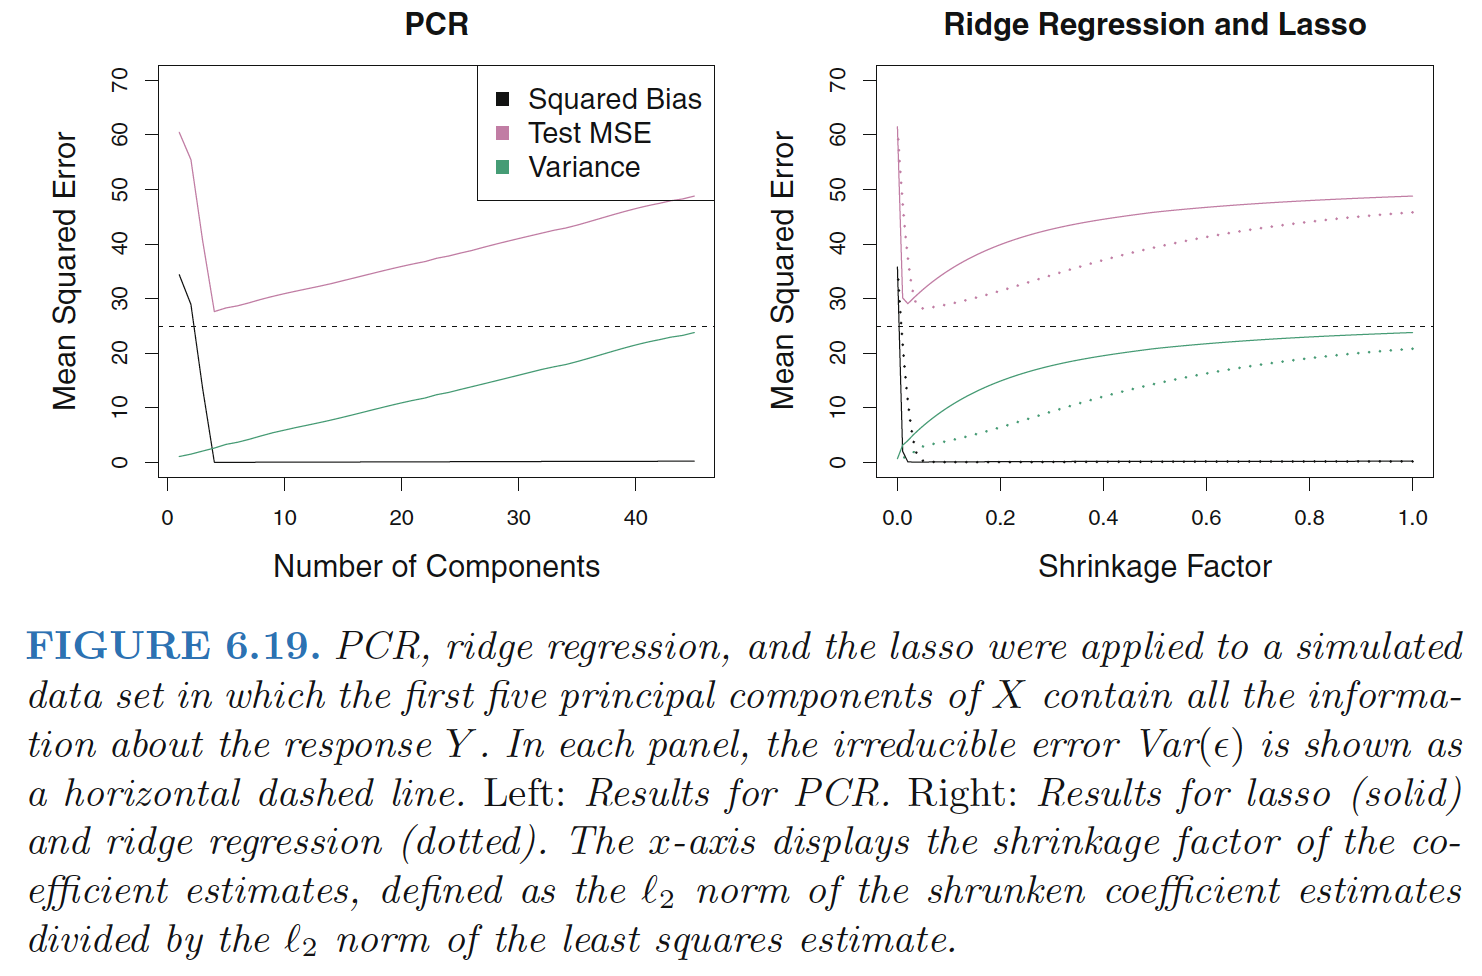 PCR
Ridge Regression and Lasso
70
60
50
40
30
20
10
0
Mean Squared Error
Squared Bias
Test MSE
Variance
0
10
20
30
40
Number of Components
70
60
50
40
30
20
10
0
Mean Squared Error
0.0
0.2
0.4
0.6
0.8
1.0
Shrinkage Factor
FIGURE 6.19. PCR, ridge regression, and the lasso were applied to a simulated
data set in which the first five principal components of X contain all the informa-
tion about the response Y. In each panel, the irreducible error Var(ϵ) is shown as
a horizontal dashed line. Left: Results for PCR. Right: Results for lasso (solid)
and ridge regression (dotted). The x-axis displays the shrinkage factor of the co-
efficient estimates, defined as the ℓ₂ norm of the shrunken coefficient estimates
divided by the ℓ₂ norm of the least squares estimate.